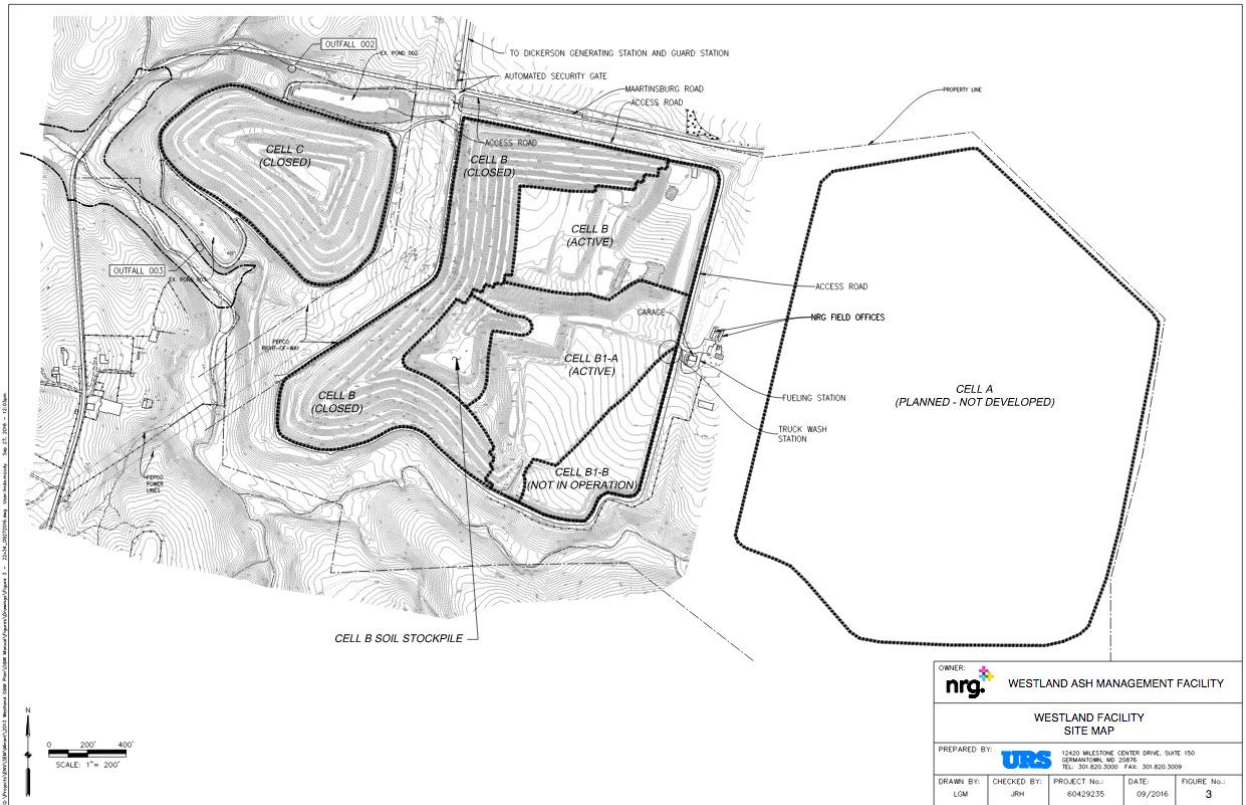 OUTFALL 002
EX. POND 002
TO DICKERSON GENERATING STATION AND GUARD STATION
AUTOMATED SECURITY GATE
MAARTINSBURG ROAD
ACCESS ROAD
PROPERTY LINE
ACCESS ROAD
CELL C
(CLOSED)
CELL B
(CLOSED)
CELL B
(ACTIVE)
OUTFALL 003
EX. POND 003
ACCESS ROAD
GARAGE
NRG FIELD OFFICES
PEPCO
RIGHT-OF-WAY
CELL B1-A
(ACTIVE)
CELL B
(CLOSED)
CELL A
(PLANNED - NOT DEVELOPED)
FUELING STATION
TRUCK WASH
STATION
PEPCO
POWER
LINES
CELL B1-B
(NOT IN OPERATION)
CELL B SOIL STOCKPILE
N
0 200' 400'
SCALE: 1"= 200'
OWNER:
nrg. WESTLAND ASH MANAGEMENT FACILITY
WESTLAND FACILITY
SITE MAP
PREPARED BY:
URS
12420 MILESTONE CENTER DRIVE, SUITE 150
GERMANTOWN, MD 20876
TEL: 301.820.3000 FAX: 301.820.3009
DRAWN BY: CHECKED BY: PROJECT No.: DATE: FIGURE No.:
LGM JRH 60429235 09/2016 3